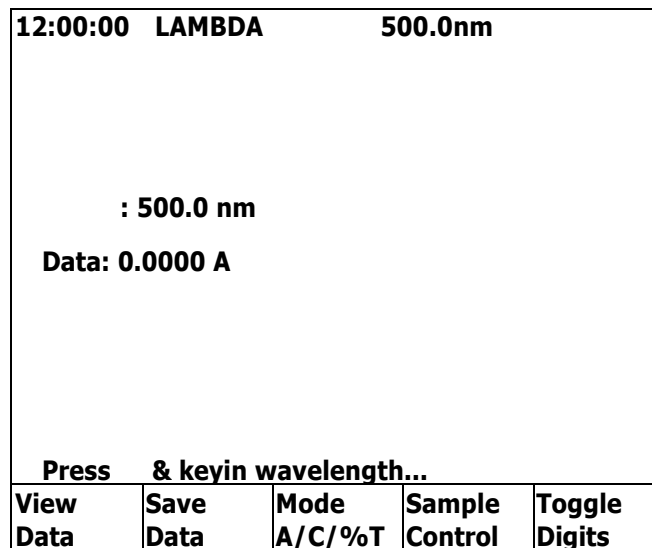 12:00:00 LAMBDA 500.0nm
: 500.0 nm
Data: 0.0000 A
Press & keyin wavelength...
View Data
Save Data
Mode A/C/%T
Sample Control
Toggle Digits